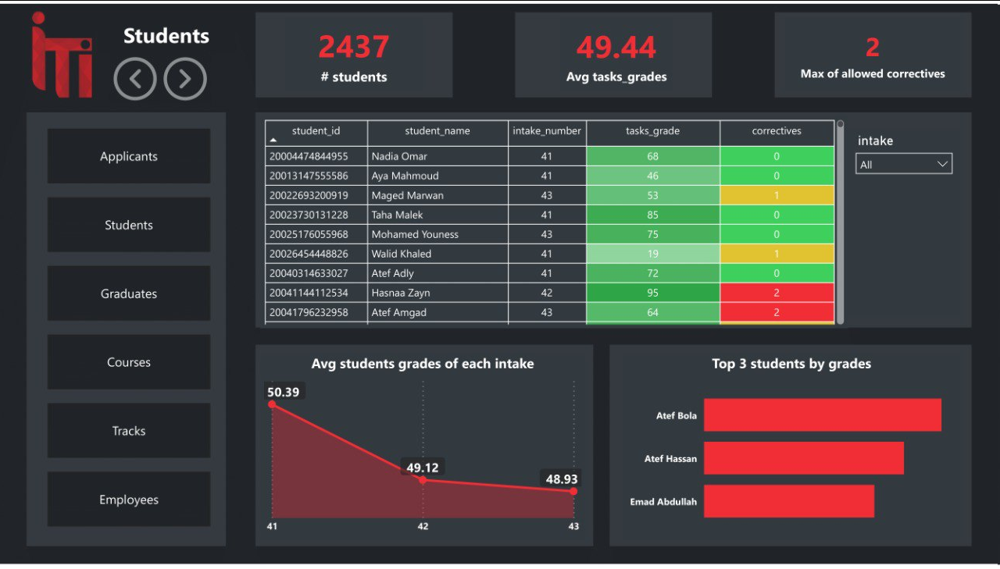 iTi
Students
2437
# students
49.44
Avg tasks_grades
2
Max of allowed correctives
Applicants
Students
Graduates
Courses
Tracks
Employees
student_id student_name intake_number tasks_grade correctives
20004474844955 Nadia Omar 41 68 0
20013147555586 Aya Mahmoud 41 46 0
20022693200919 Maged Marwan 43 53 1
20023730131228 Taha Malek 41 85 0
20025176055968 Mohamed Youness 43 75 0
20026454448826 Walid Khaled 41 19 1
20040314633027 Atef Adly 41 72 0
20041144112534 Hasnaa Zayn 42 95 2
20041796232958 Atef Amgad 43 64 2
intake
All
Avg students grades of each intake
50.39
49.12
48.93
41 42 43
Top 3 students by grades
Atef Bola
Atef Hassan
Emad Abdullah